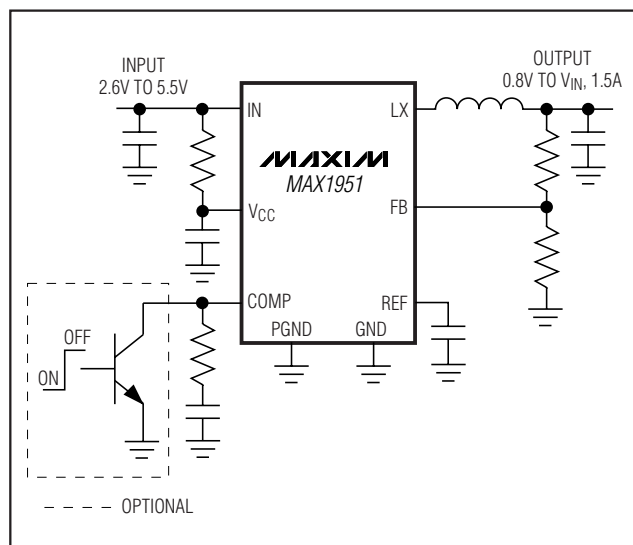 INPUT
2.6V TO 5.5V
OUTPUT
0.8V TO VIN, 1.5A
IN
LX
MAXIM
MAX1951
VCC
FB
COMP
REF
PGND
GND
OFF
ON
OPTIONAL